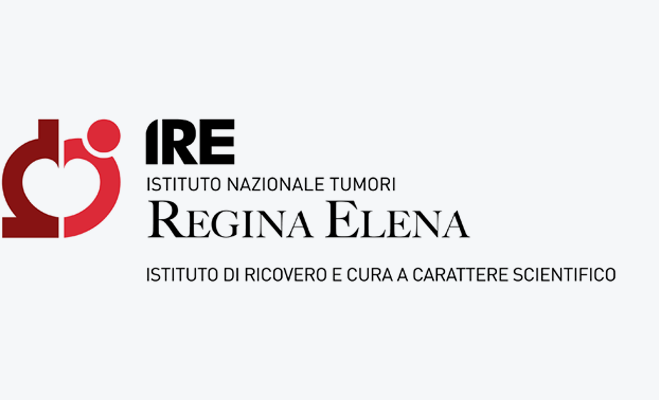 IRE
ISTITUTO NAZIONALE TUMORI
REGINA ELENA
ISTITUTO DI RICOVERO E CURA A CARATTERE SCIENTIFICO